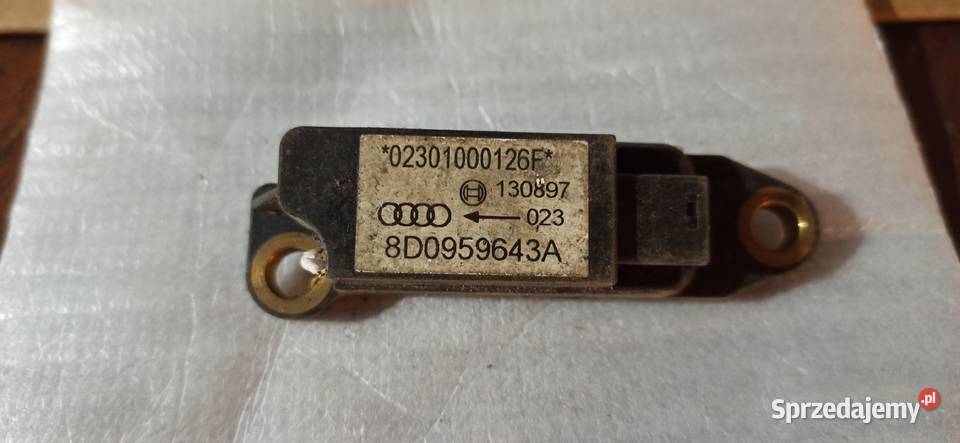 *02301000126F*
130897
023
8D0959643A
Sprzedajemy.pl